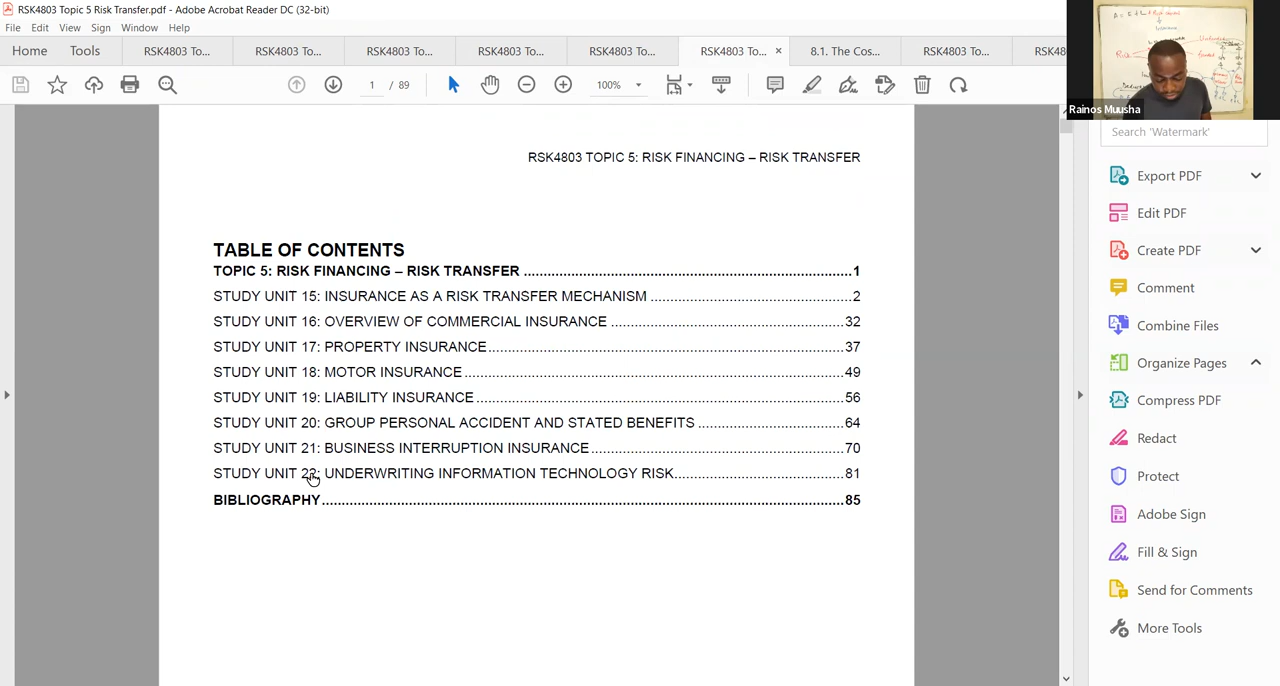 RSK4803 Topic 5 Risk Transfer.pdf - Adobe Acrobat Reader DC (32-bit)
File Edit View Sign Window Help
Home Tools RSK4803 To... RSK4803 To... RSK4803 To... RSK4803 To... RSK4803 To... RSK4803 To... × 8.1. The Cos... RSK4803 To... RSK48
1 / 89 100%
Rainos Muusha
Risk
Search 'Watermark'
Export PDF
Edit PDF
Create PDF
Comment
Combine Files
Organize Pages
Compress PDF
Redact
Protect
Adobe Sign
Fill & Sign
Send for Comments
More Tools
RSK4803 TOPIC 5: RISK FINANCING – RISK TRANSFER
TABLE OF CONTENTS
TOPIC 5: RISK FINANCING – RISK TRANSFER ........................................................................1
STUDY UNIT 15: INSURANCE AS A RISK TRANSFER MECHANISM ..........................................2
STUDY UNIT 16: OVERVIEW OF COMMERCIAL INSURANCE ..................................................32
STUDY UNIT 17: PROPERTY INSURANCE..............................................................................37
STUDY UNIT 18: MOTOR INSURANCE...................................................................................49
STUDY UNIT 19: LIABILITY INSURANCE.................................................................................56
STUDY UNIT 20: GROUP PERSONAL ACCIDENT AND STATED BENEFITS ...............................64
STUDY UNIT 21: BUSINESS INTERRUPTION INSURANCE.......................................................70
STUDY UNIT 22: UNDERWRITING INFORMATION TECHNOLOGY RISK...................................81
BIBLIOGRAPHY......................................................................................................................85